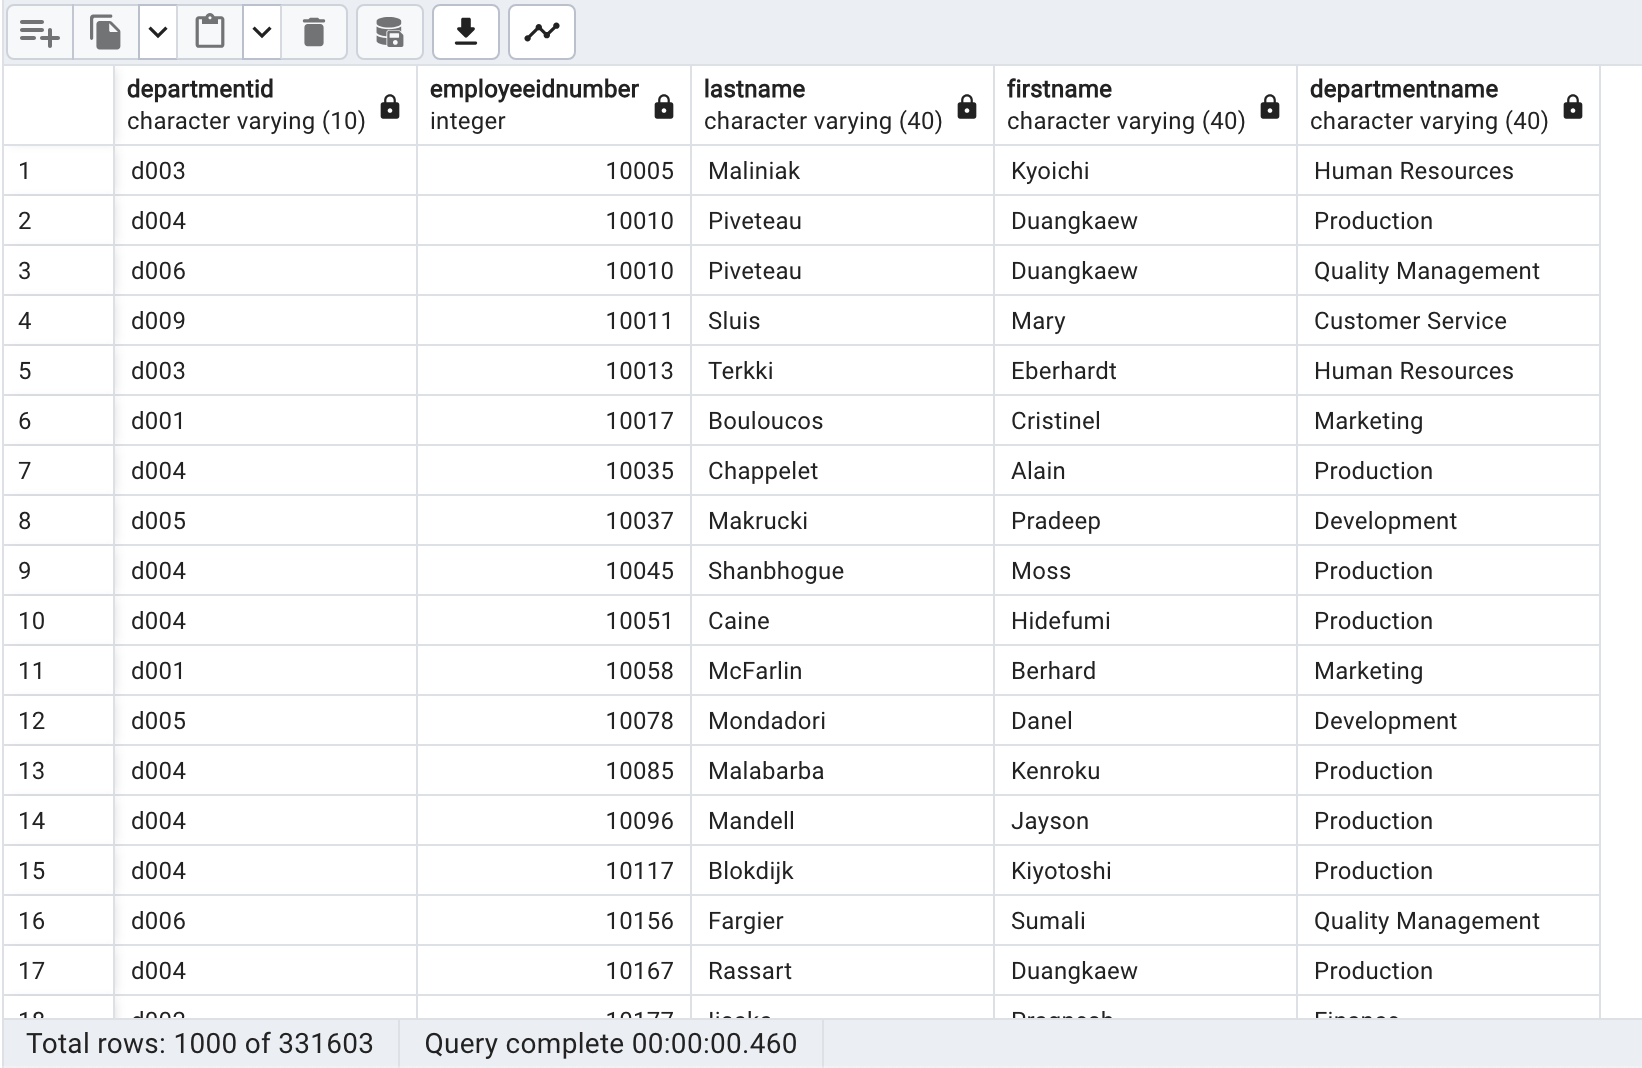 departmentid employeeidnumber lastname firstname departmentname
character varying (10) integer character varying (40) character varying (40) character varying (40)
1 d003 10005 Maliniak Kyoichi Human Resources
2 d004 10010 Piveteau Duangkaew Production
3 d006 10010 Piveteau Duangkaew Quality Management
4 d009 10011 Sluis Mary Customer Service
5 d003 10013 Terkki Eberhardt Human Resources
6 d001 10017 Bouloucos Cristinel Marketing
7 d004 10035 Chappelet Alain Production
8 d005 10037 Makrucki Pradeep Development
9 d004 10045 Shanbhogue Moss Production
10 d004 10051 Caine Hidefumi Production
11 d001 10058 McFarlin Berhard Marketing
12 d005 10078 Mondadori Danel Development
13 d004 10085 Malabarba Kenroku Production
14 d004 10096 Mandell Jayson Production
15 d004 10117 Blokdijk Kiyotoshi Production
16 d006 10156 Fargier Sumali Quality Management
17 d004 10167 Rassart Duangkaew Production
Total rows: 1000 of 331603 Query complete 00:00:00.460